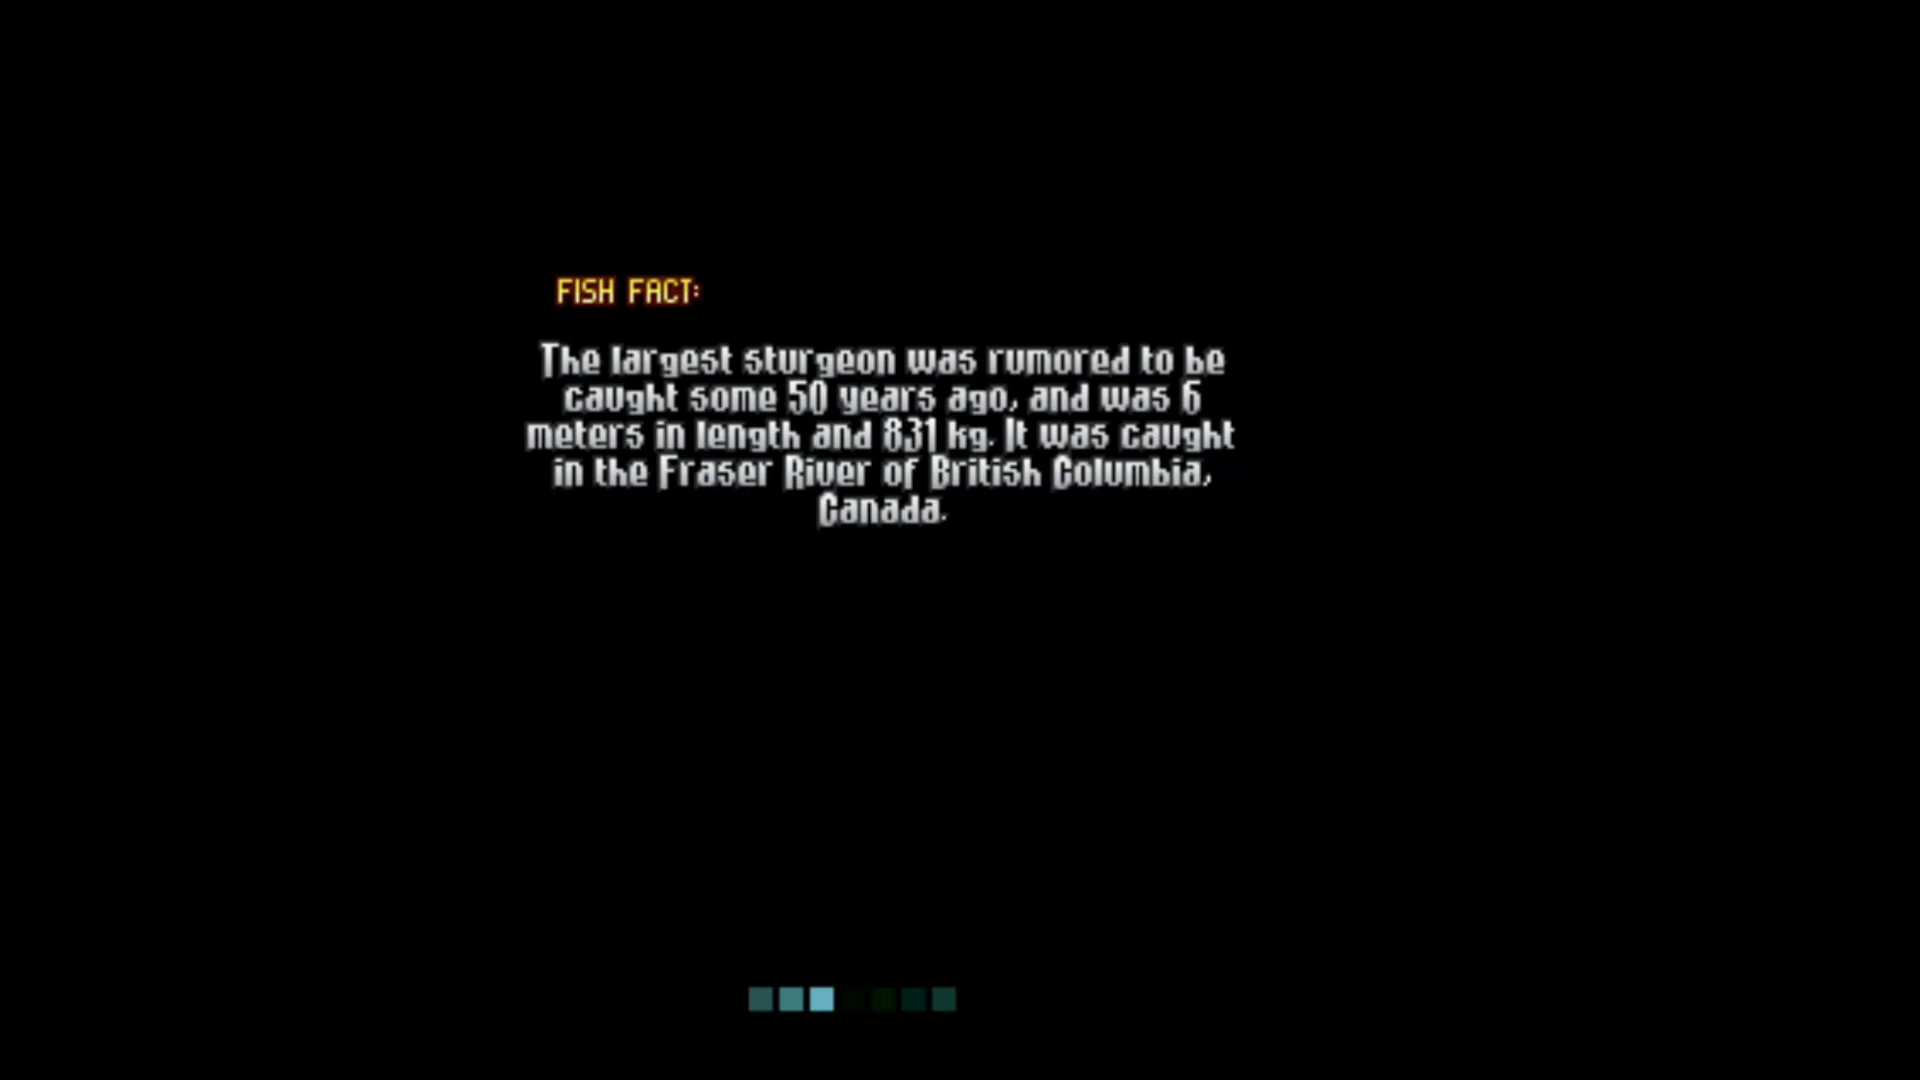 FISH FACT:
The largest sturgeon was rumored to be
caught some 50 years ago, and was 6
meters in length and 831 kg. It was caught
in the Fraser River of British Columbia,
Canada.